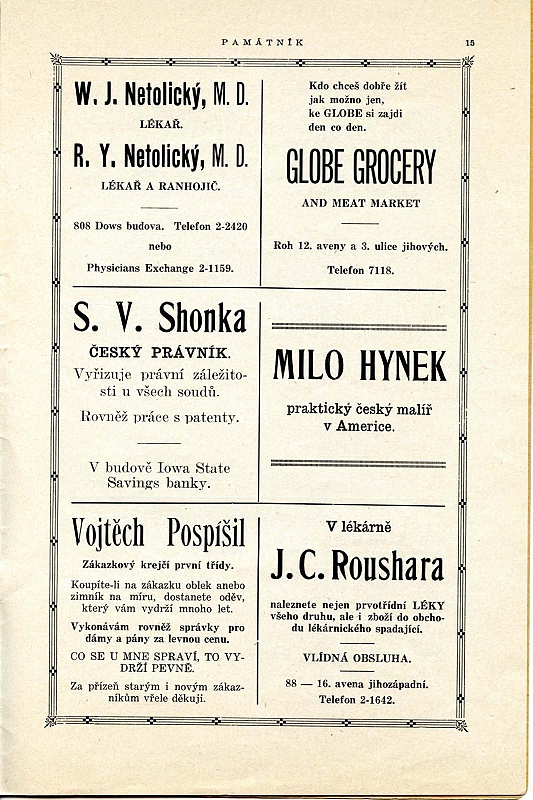 PAMÁTNÍK
15
W. J. Netolický, M. D.
LÉKAŘ.
R. Y. Netolický, M. D.
LÉKAŘ A RANHOJIČ.
808 Dows budova. Telefon 2-2420
nebo
Physicians Exchange 2-1159.
Kdo chceš dobře žít
jak možno jen,
ke GLOBE si zajdi
den co den.
GLOBE GROCERY
AND MEAT MARKET
Roh 12. aveny a 3. ulice jihových.
Telefon 7118.
S. V. Shonka
ČESKÝ PRÁVNÍK.
Vyřizuje právní záležito-
sti u všech soudů.
Rovněž práce s patenty.
V budově Iowa State
Savings banky.
MILO HYNEK
praktický český malíř
v Americe.
Vojtěch Pospíšil
Zákazkový krejčí první třídy.
Koupíte-li na zákazku oblek anebo
zimník na míru, dostanete oděv,
který vám vydrží mnoho let.
Vykonávám rovněž správky pro
dámy a pány za levnou cenu.
CO SE U MNE SPRAVÍ, TO VY-
DRŽÍ PEVNĚ.
Za přízeň starým i novým zákaz-
níkům vřele děkuji.
V lékárně
J. C. Roushara
naleznete nejen prvotřídní LÉKY
všeho druhu, ale i zboží do obcho-
du lékárnického spadající.
VLÍDNÁ OBSLUHA.
88 — 16. avena jihozápadní.
Telefon 2-1642.